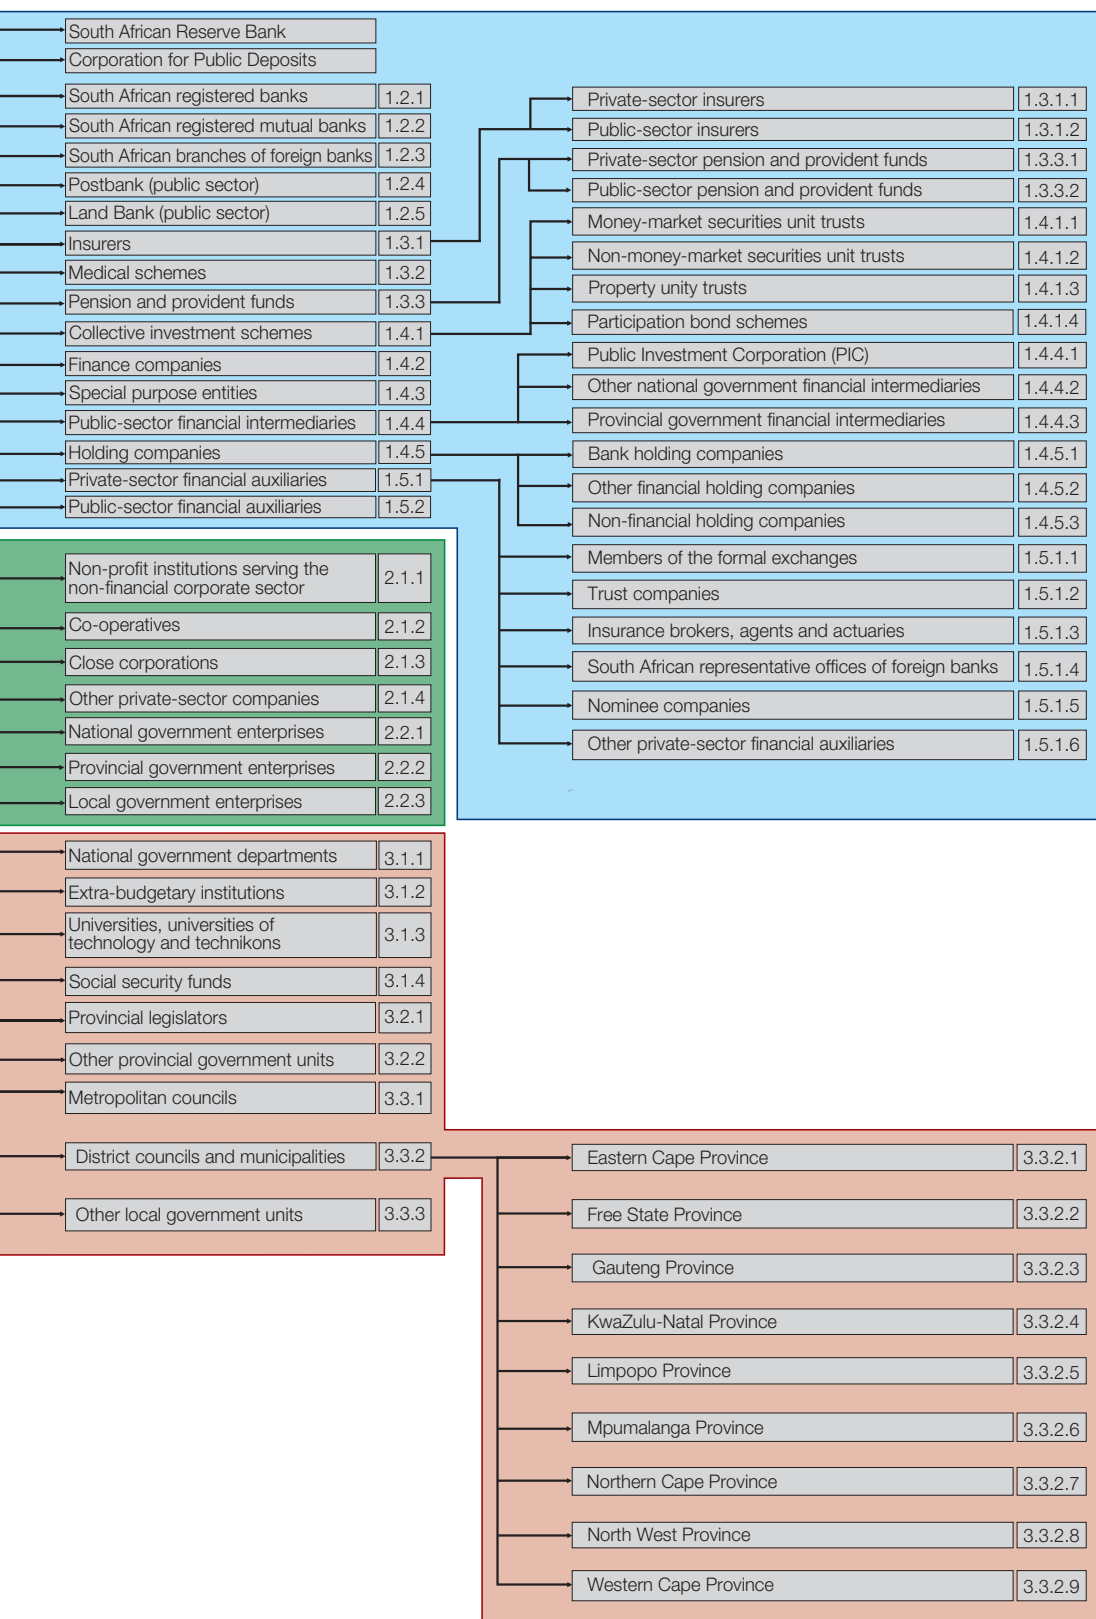 South African Reserve Bank
Corporation for Public Deposits
South African registered banks 1.2.1
South African registered mutual banks 1.2.2
South African branches of foreign banks 1.2.3
Postbank (public sector) 1.2.4
Land Bank (public sector) 1.2.5
Insurers 1.3.1
Medical schemes 1.3.2
Pension and provident funds 1.3.3
Collective investment schemes 1.4.1
Finance companies 1.4.2
Special purpose entities 1.4.3
Public-sector financial intermediaries 1.4.4
Holding companies 1.4.5
Private-sector financial auxiliaries 1.5.1
Public-sector financial auxiliaries 1.5.2
Private-sector insurers 1.3.1.1
Public-sector insurers 1.3.1.2
Private-sector pension and provident funds 1.3.3.1
Public-sector pension and provident funds 1.3.3.2
Money-market securities unit trusts 1.4.1.1
Non-money-market securities unit trusts 1.4.1.2
Property unity trusts 1.4.1.3
Participation bond schemes 1.4.1.4
Public Investment Corporation (PIC) 1.4.4.1
Other national government financial intermediaries 1.4.4.2
Provincial government financial intermediaries 1.4.4.3
Bank holding companies 1.4.5.1
Other financial holding companies 1.4.5.2
Non-financial holding companies 1.4.5.3
Members of the formal exchanges 1.5.1.1
Trust companies 1.5.1.2
Insurance brokers, agents and actuaries 1.5.1.3
South African representative offices of foreign banks 1.5.1.4
Nominee companies 1.5.1.5
Other private-sector financial auxiliaries 1.5.1.6
Non-profit institutions serving the
non-financial corporate sector 2.1.1
Co-operatives 2.1.2
Close corporations 2.1.3
Other private-sector companies 2.1.4
National government enterprises 2.2.1
Provincial government enterprises 2.2.2
Local government enterprises 2.2.3
National government departments 3.1.1
Extra-budgetary institutions 3.1.2
Universities, universities of
technology and technikons 3.1.3
Social security funds 3.1.4
Provincial legislators 3.2.1
Other provincial government units 3.2.2
Metropolitan councils 3.3.1
District councils and municipalities 3.3.2
Other local government units 3.3.3
Eastern Cape Province 3.3.2.1
Free State Province 3.3.2.2
Gauteng Province 3.3.2.3
KwaZulu-Natal Province 3.3.2.4
Limpopo Province 3.3.2.5
Mpumalanga Province 3.3.2.6
Northern Cape Province 3.3.2.7
North West Province 3.3.2.8
Western Cape Province 3.3.2.9